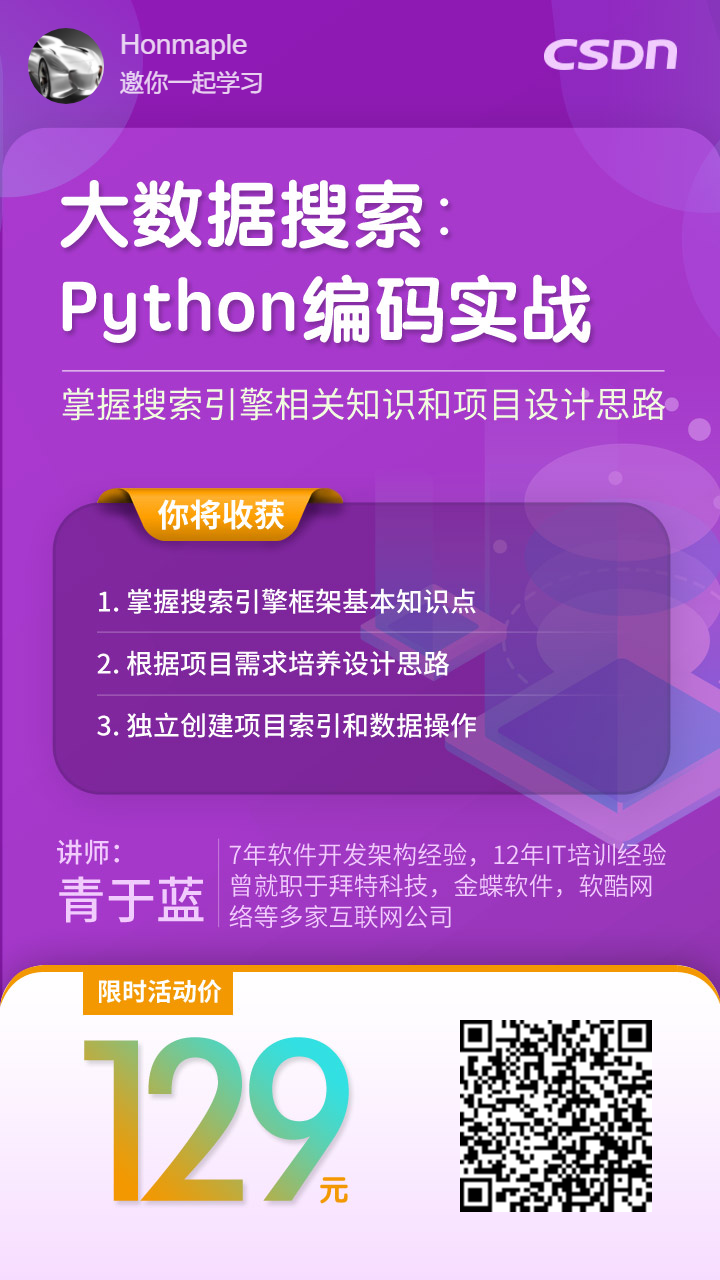 Honmaple
邀你一起学习
CSDN
大数据搜索：
Python编码实战
掌握搜索引擎相关知识和项目设计思路
你将收获
1. 掌握搜索引擎框架基本知识点
2. 根据项目需求培养设计思路
3. 独立创建项目索引和数据操作
讲师：
青于蓝
7年软件开发架构经验，12年IT培训经验
曾就职于拜特科技，金蝶软件，软酷网
络等多家互联网公司
限时活动价
129元